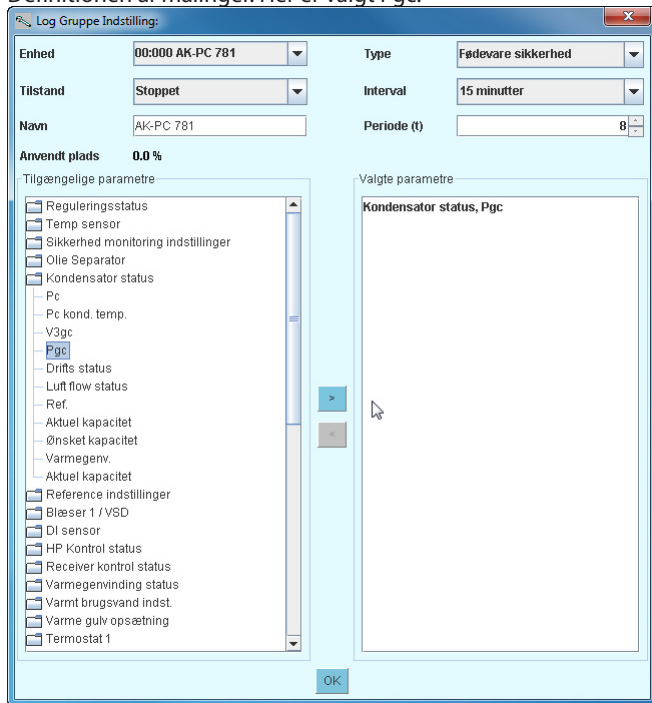 Definitionen af målingen. Her er valgt Pgc.
Log Gruppe Indstilling:
Enhed 00:000 AK-PC 781 Type Fødevare sikkerhed
Tilstand Stoppet Interval 15 minutter
Navn AK-PC 781 Periode (t) 8
Anvendt plads 0.0 %
Tilgængelige parametre
Reguleringsstatus
Temp sensor
Sikkerhed monitoring indstillinger
Olie Separator
Kondensator status
Pc
Pc kond. temp.
V3gc
Pgc
Drifts status
Luft flow status
Ref.
Aktuel kapacitet
Ønsket kapacitet
Varmegenv.
Aktuel kapacitet
Reference indstillinger
Blæser 1 / VSD
DI sensor
HP Kontrol status
Receiver kontrol status
Varmegenvinding status
Varmt brugsvand indst.
Varme gulv opsætning
Termostat 1
Valgte parametre
Kondensator status, Pgc
>
<
OK